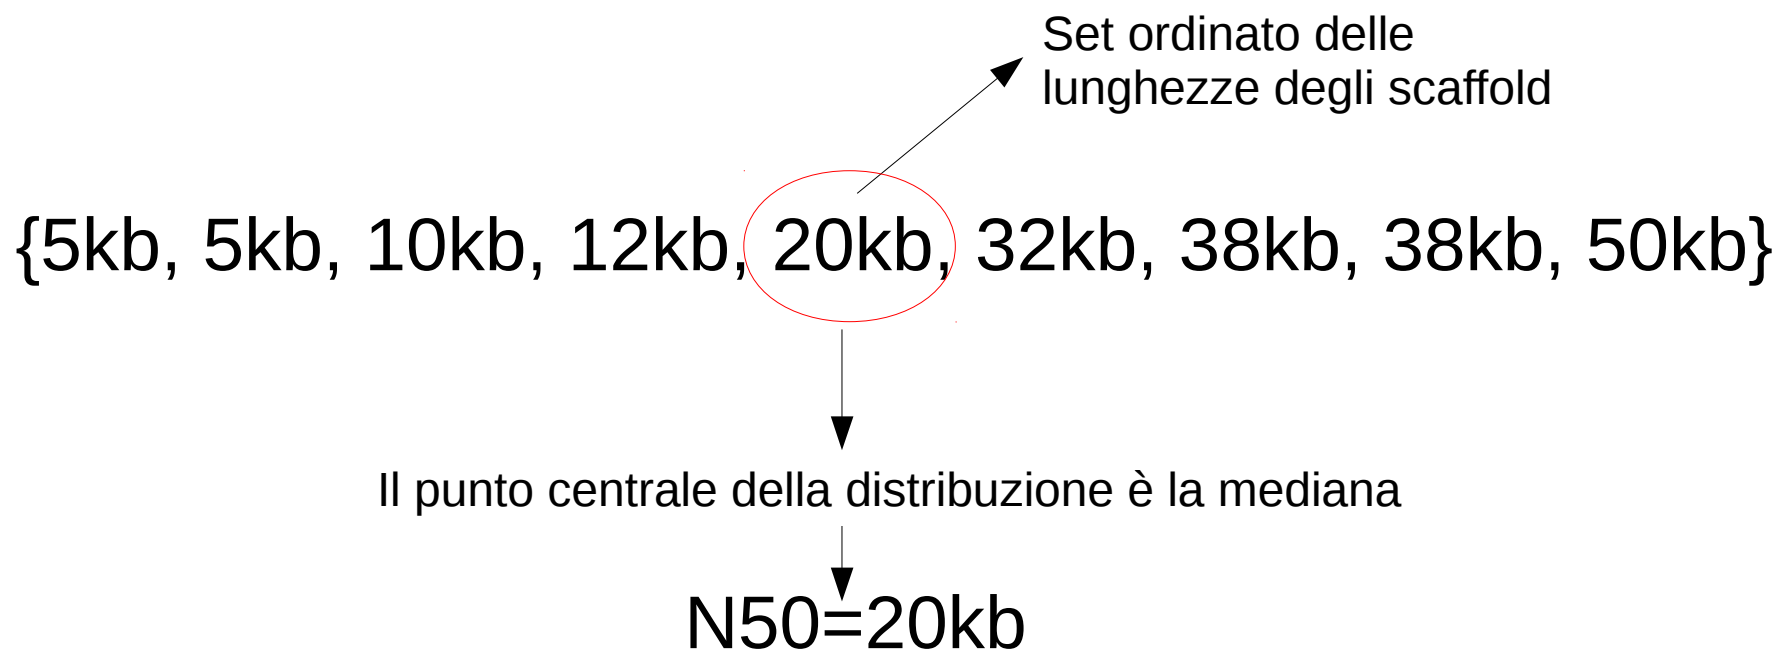 Set ordinato delle
lunghezze degli scaffold
{5kb, 5kb, 10kb, 12kb, 20kb, 32kb, 38kb, 38kb, 50kb}
Il punto centrale della distribuzione è la mediana
N50=20kb